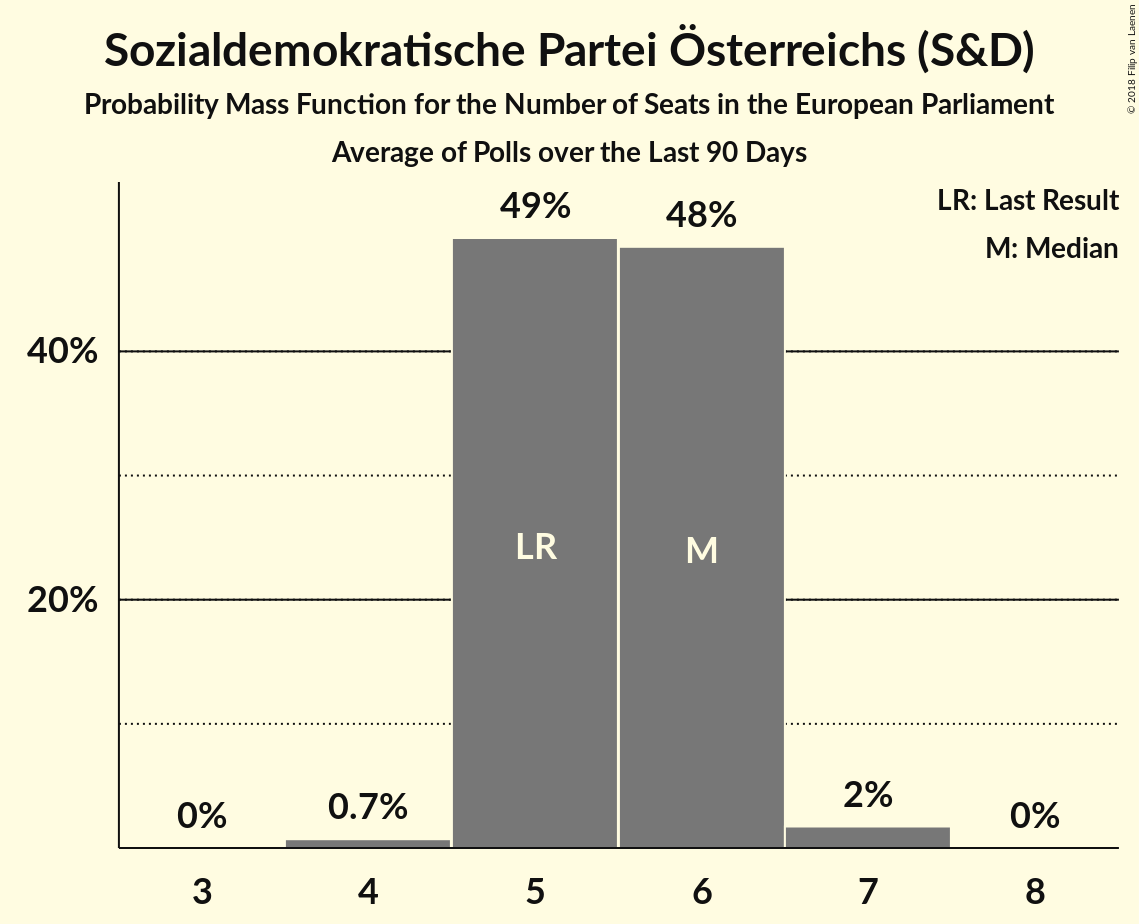 Sozialdemokratische Partei Österreichs (S&D)
Probability Mass Function for the Number of Seats in the European Parliament
Average of Polls over the Last 90 Days
© 2018 Filip van Laenen
LR: Last Result
M: Median
49%
48%
40%
LR
M
20%
0%
0.7%
2%
0%
3 4 5 6 7 8